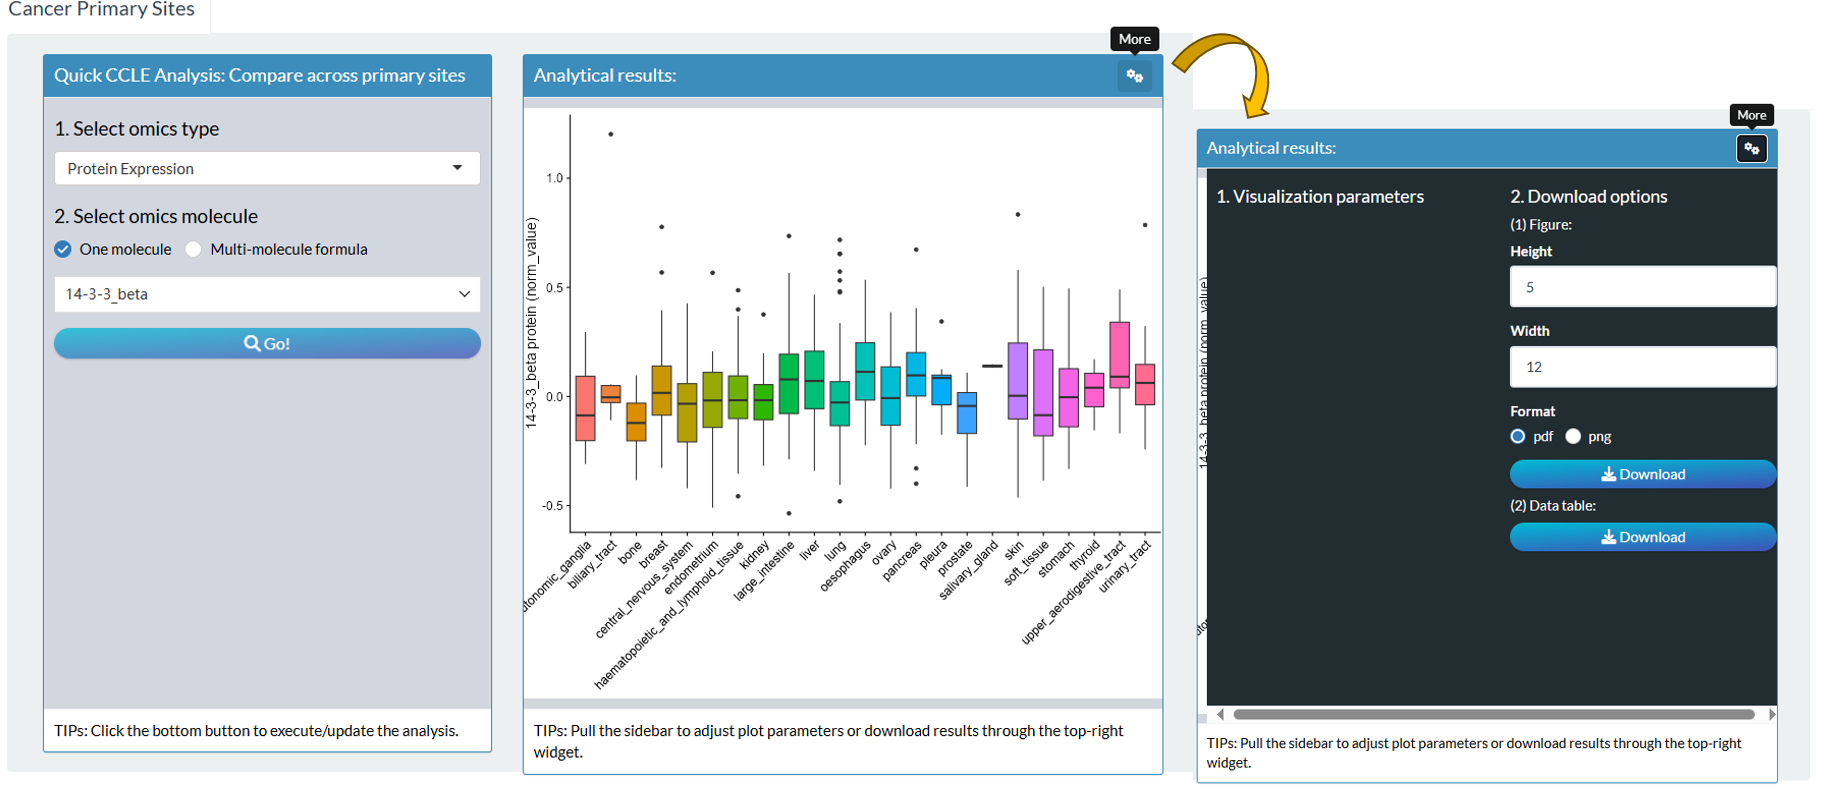 Cancer Primary Sites
Quick CCLE Analysis: Compare across primary sites
1. Select omics type
Protein Expression
2. Select omics molecule
One molecule
Multi-molecule formula
14-3-3_beta
Go!
TIPs: Click the bottom button to execute/update the analysis.
More
Analytical results:
14-3-3_beta protein (norm_value)
1.0
0.5
0.0
-0.5
utonomic_ganglia
biliary_tract
bone
breast
central_nervous_system
endometrium
haematopoietic_and_lymphoid_tissue
kidney
large_intestine
liver
lung
oesophagus
ovary
pancreas
pleura
prostate
salivary_gland
skin
soft_tissue
stomach
thyroid
upper_aerodigestive_tract
urinary_tract
TIPs: Pull the sidebar to adjust plot parameters or download results through the top-right
widget.
More
Analytical results:
14-3-3_beta protein (norm_value)
1. Visualization parameters
2. Download options
(1) Figure:
Height
5
Width
12
Format
pdf
png
Download
(2) Data table:
Download
TIPs: Pull the sidebar to adjust plot parameters or download results through the top-right
widget.